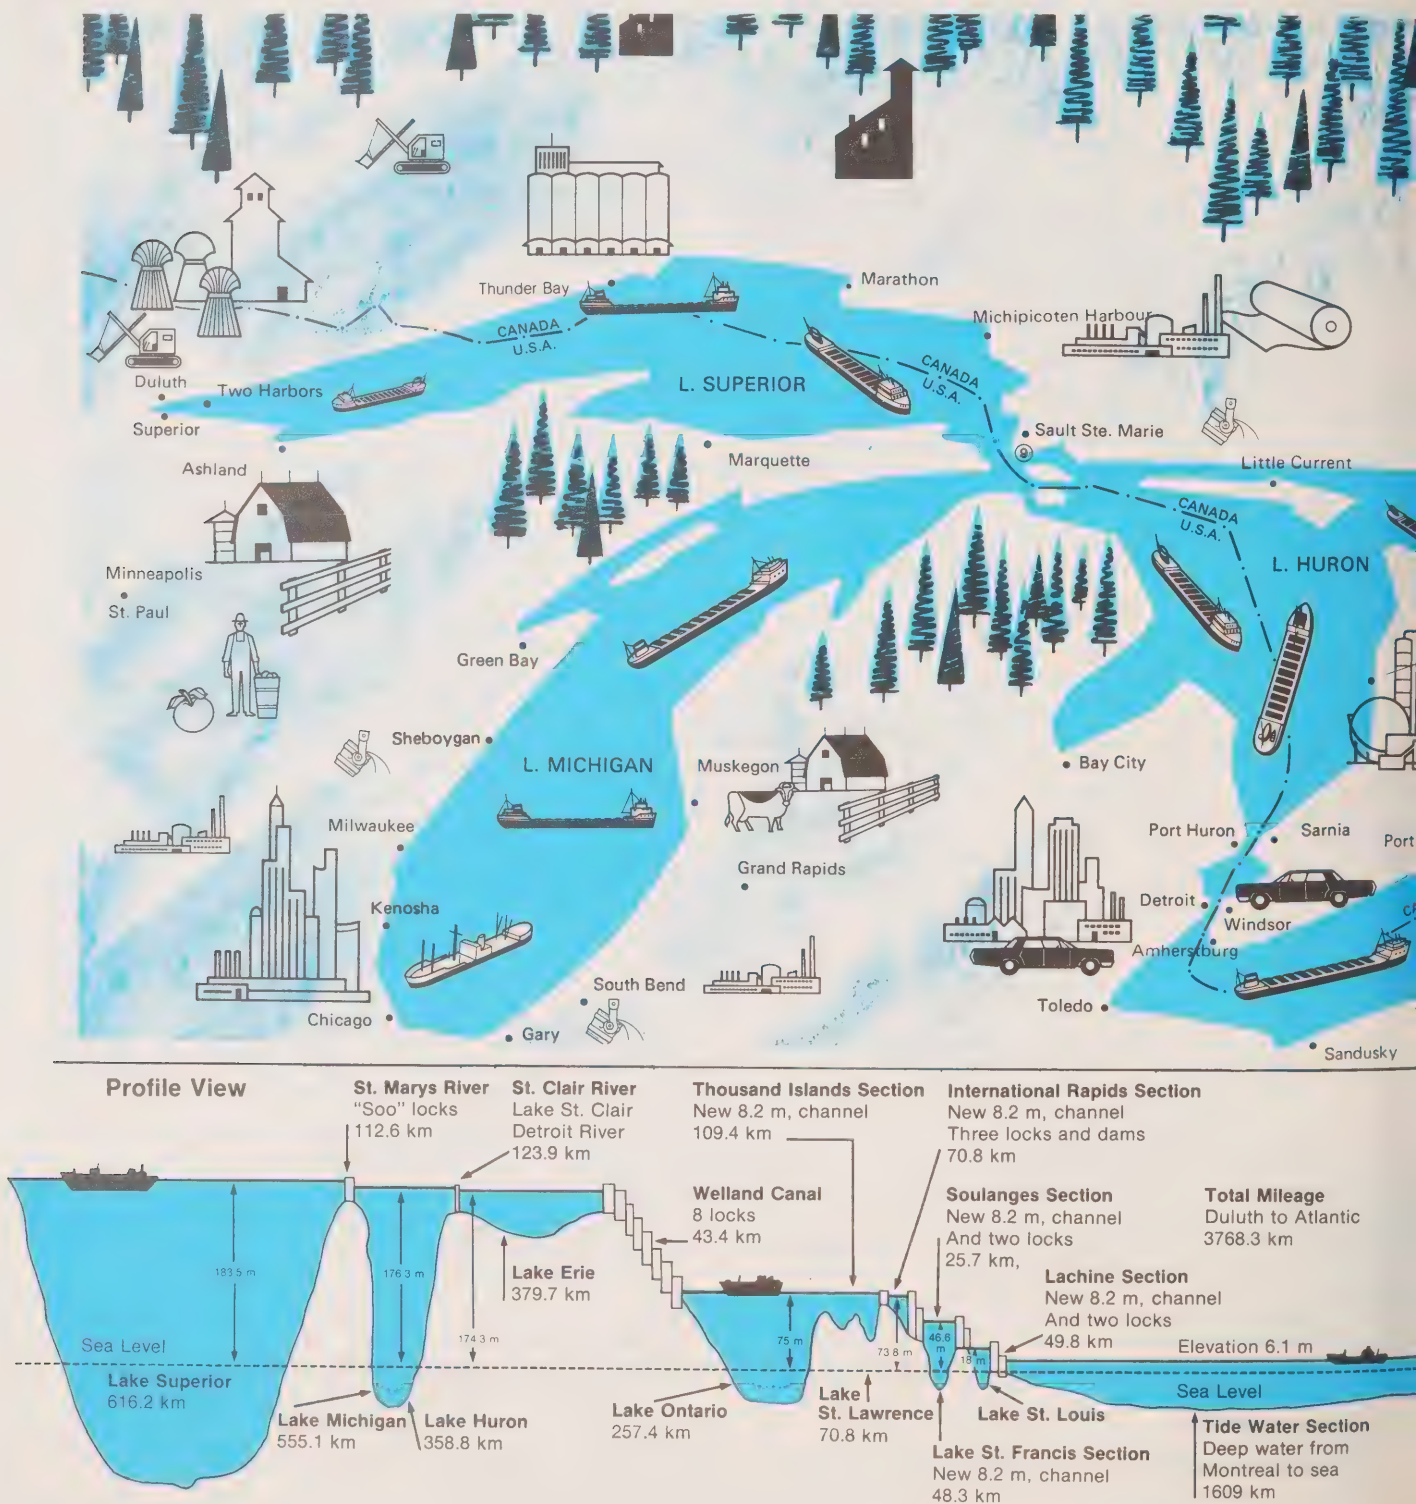 Thunder Bay
Marathon
Michipicoten Harbour
CANADA
U.S.A.
CANADA
U.S.A.
L. SUPERIOR
Duluth
Two Harbors
Superior
Ashland
Marquette
Sault Ste. Marie
Little Current
CANADA
U.S.A.
L. HURON
Minneapolis
St. Paul
Green Bay
Sheboygan
L. MICHIGAN
Muskegon
Bay City
Milwaukee
Port Huron
Sarnia
Port
Grand Rapids
Kenosha
Detroit
Windsor
Amherstburg
South Bend
Toledo
Chicago
Gary
Sandusky
Profile View
St. Marys River
"Soo" locks
112.6 km
St. Clair River
Lake St. Clair
Detroit River
123.9 km
Thousand Islands Section
New 8.2 m, channel
109.4 km
International Rapids Section
New 8.2 m, channel
Three locks and dams
70.8 km
Welland Canal
8 locks
43.4 km
Soulanges Section
New 8.2 m, channel
And two locks
25.7 km,
Total Mileage
Duluth to Atlantic
3768.3 km
Lake Erie
379.7 km
Lachine Section
New 8.2 m, channel
And two locks
49.8 km
183.5 m
176.3 m
174.3 m
75 m
73.8 m
46.6
m
18 m
Elevation 6.1 m
Sea Level
Lake Superior
616.2 km
Sea Level
Lake Michigan
555.1 km
Lake Huron
358.8 km
Lake Ontario
257.4 km
Lake
St. Lawrence
70.8 km
Lake St. Louis
Lake St. Francis Section
New 8.2 m, channel
48.3 km
Tide Water Section
Deep water from
Montreal to sea
1609 km